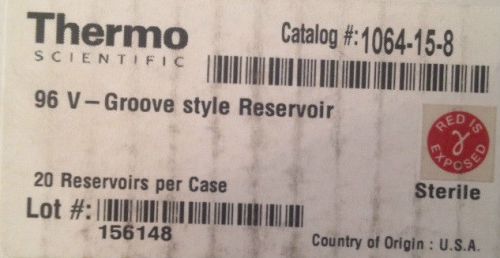 Thermo
SCIENTIFIC
Catalog #:1064-15-8
96 V-Groove style Reservoir
RED IS
γ
EXPOSED
Sterile
20 Reservoirs per Case
Lot #:
156148
Country of Origin : U.S.A.